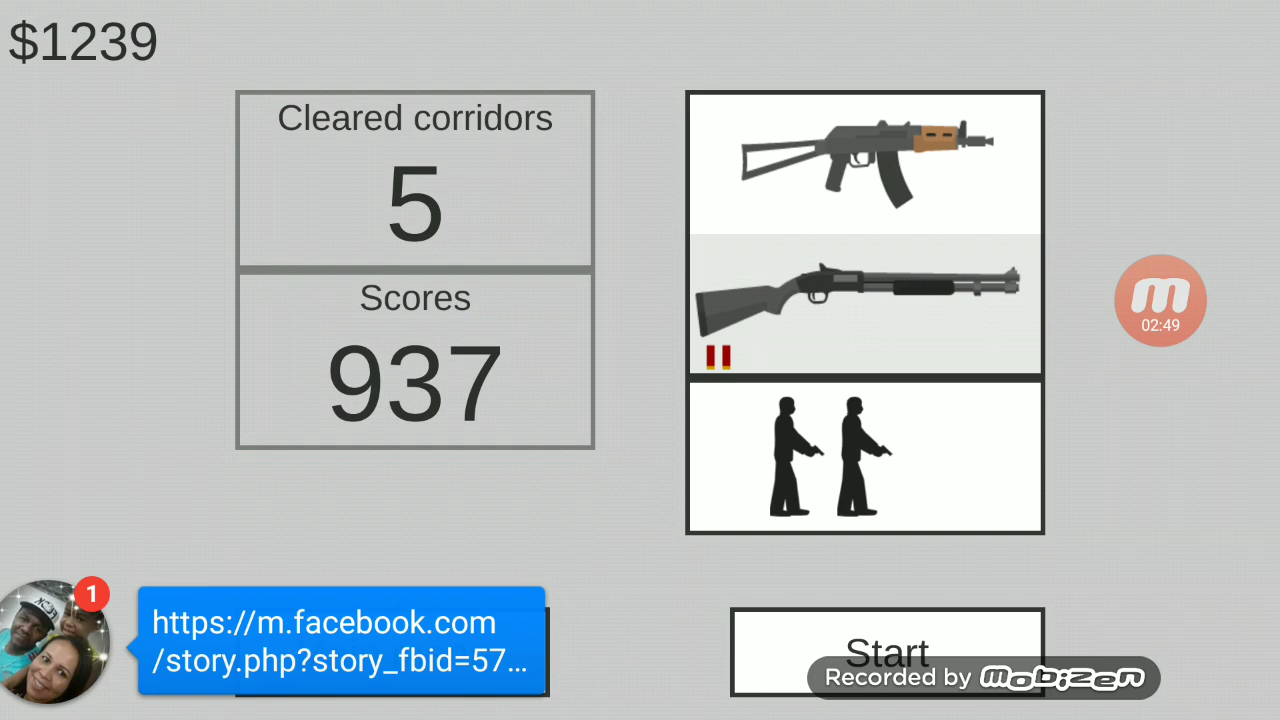 $1239
Cleared corridors
5
Scores
937
02:49
1
https://m.facebook.com
/story.php?story_fbid=57...
Start
Recorded by mobizen